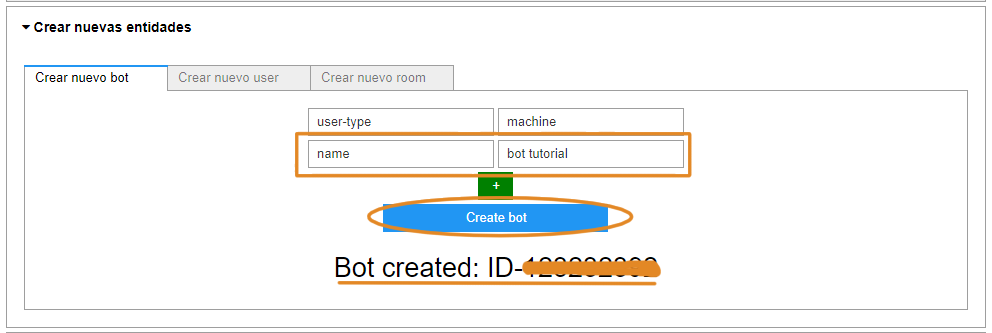 Crear nuevas entidades
Crear nuevo bot Crear nuevo user Crear nuevo room
user-type machine
name bot tutorial
+
Create bot
Bot created: ID-